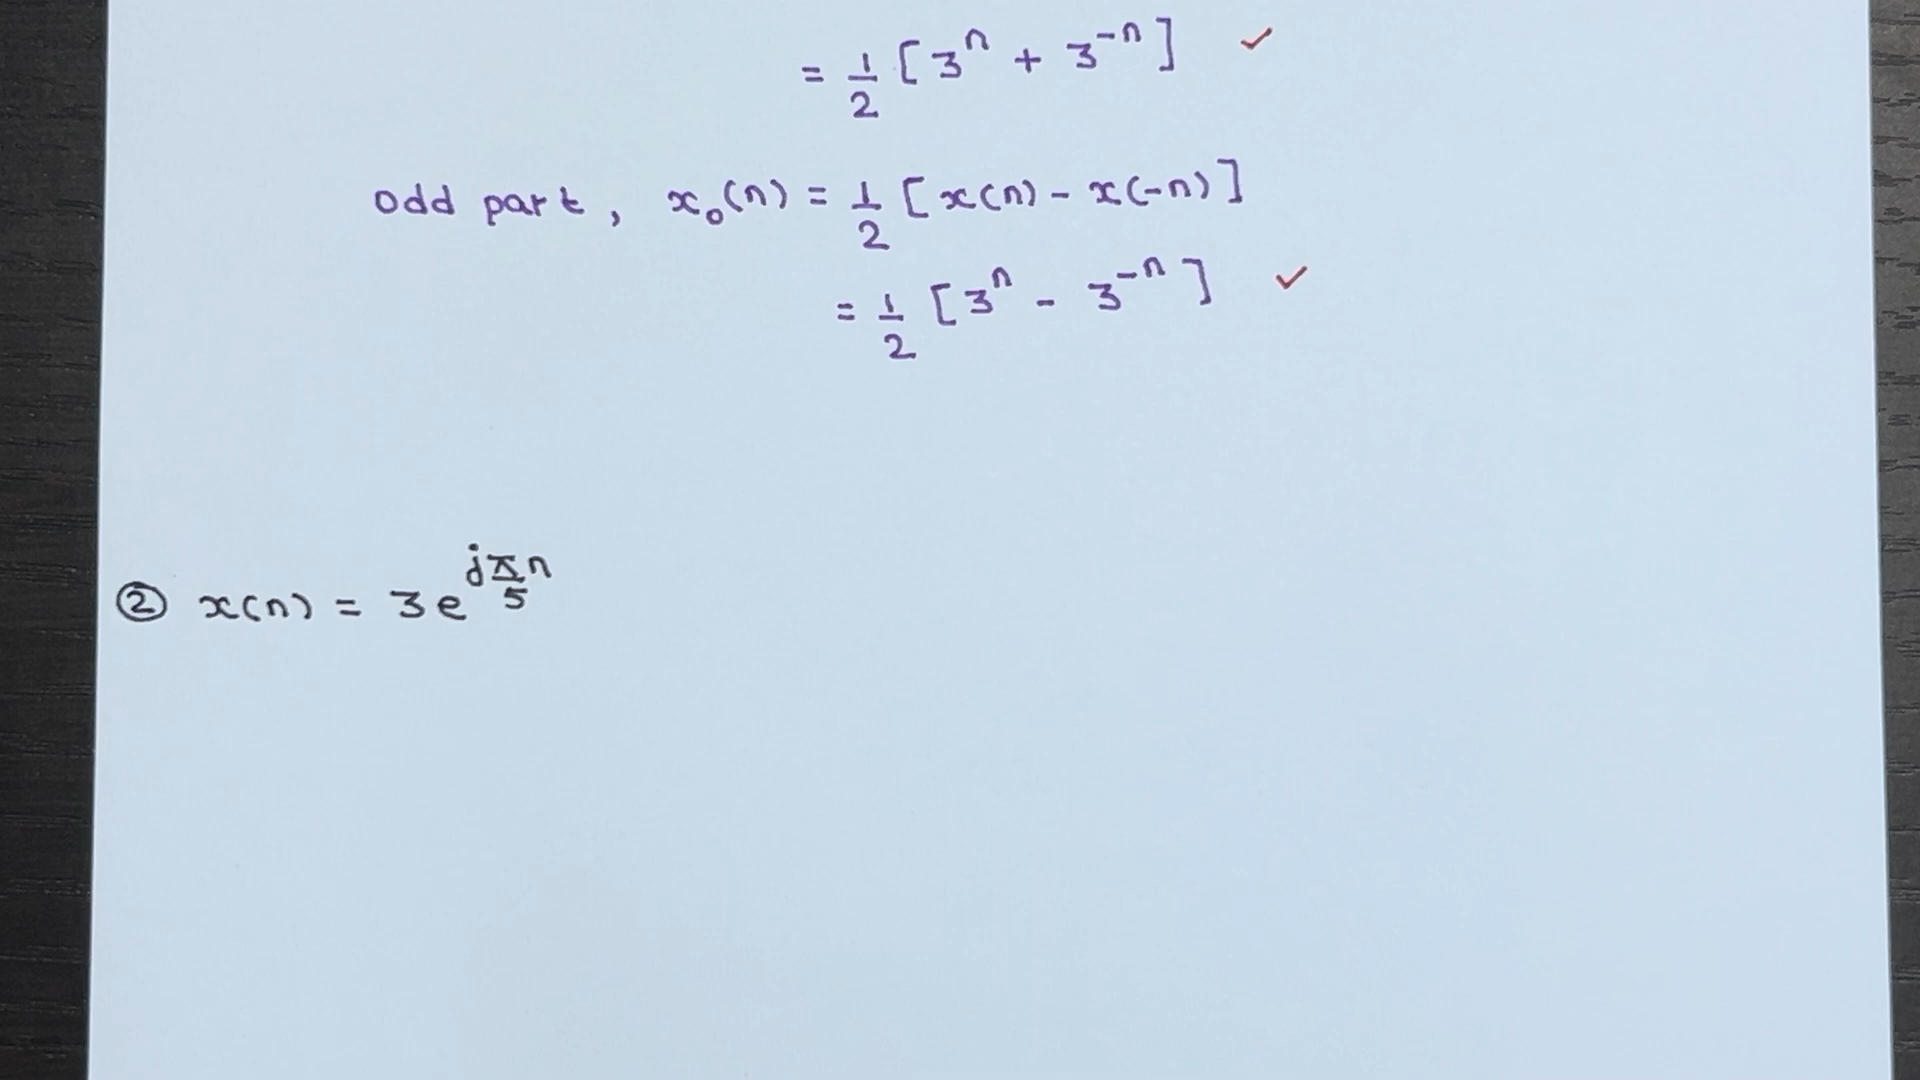 = 1/2 [3^n + 3^-n] ✓
odd part, x₀(n) = 1/2 [x(n) - x(-n)]
= 1/2 [3^n - 3^-n] ✓
② x(n) = 3e^(jπ/5 n)